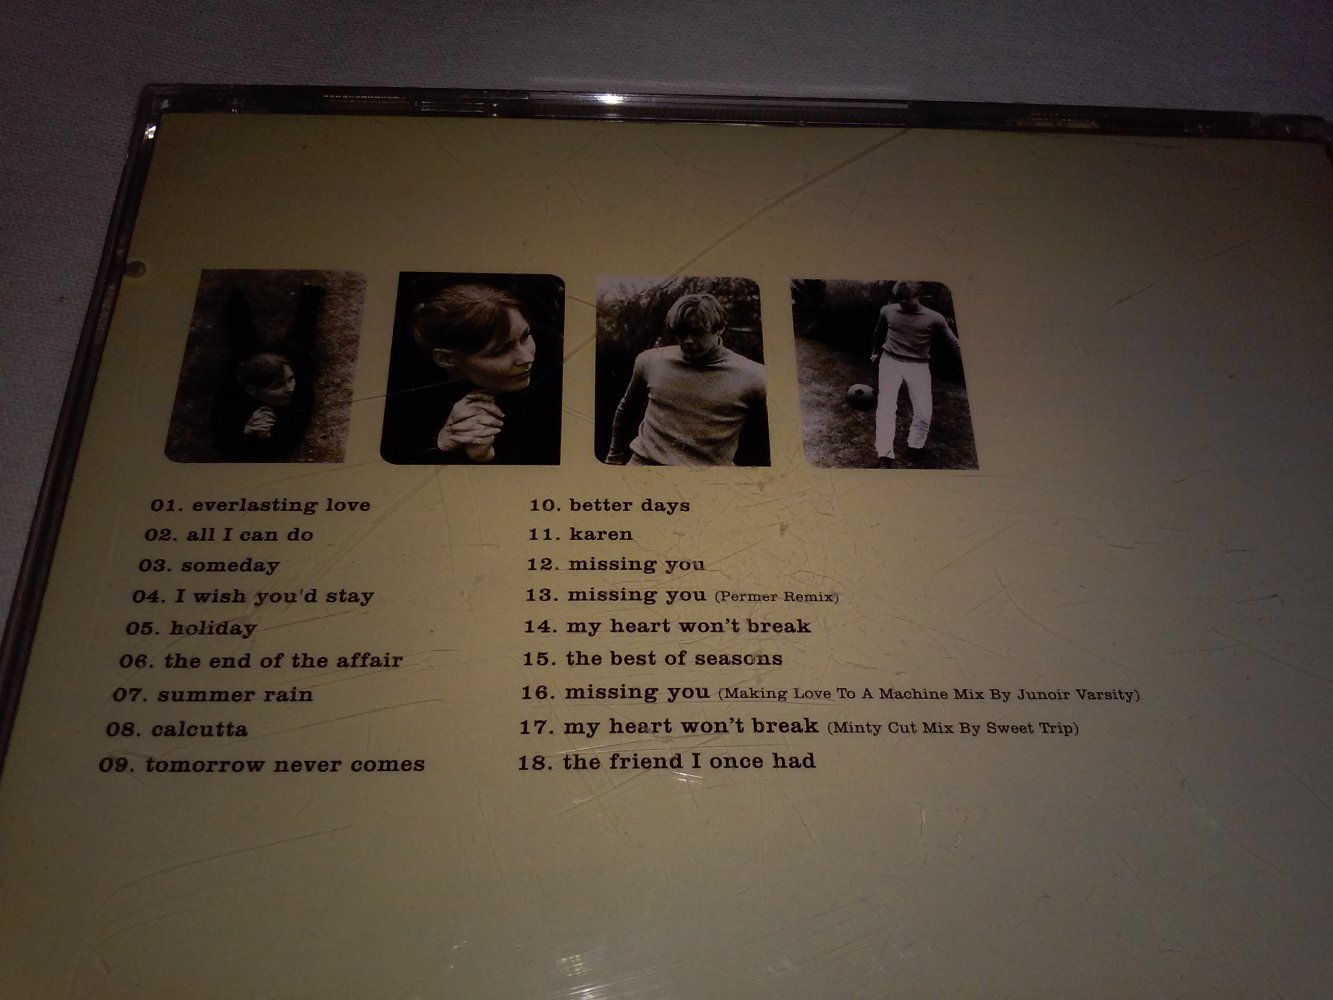 01. everlasting love
02. all I can do
03. someday
04. I wish you'd stay
05. holiday
06. the end of the affair
07. summer rain
08. calcutta
09. tomorrow never comes
10. better days
11. karen
12. missing you
13. missing you (Permer Remix)
14. my heart won't break
15. the best of seasons
16. missing you (Making Love To A Machine Mix By Junoir Varsity)
17. my heart won't break (Minty Cut Mix By Sweet Trip)
18. the friend I once had